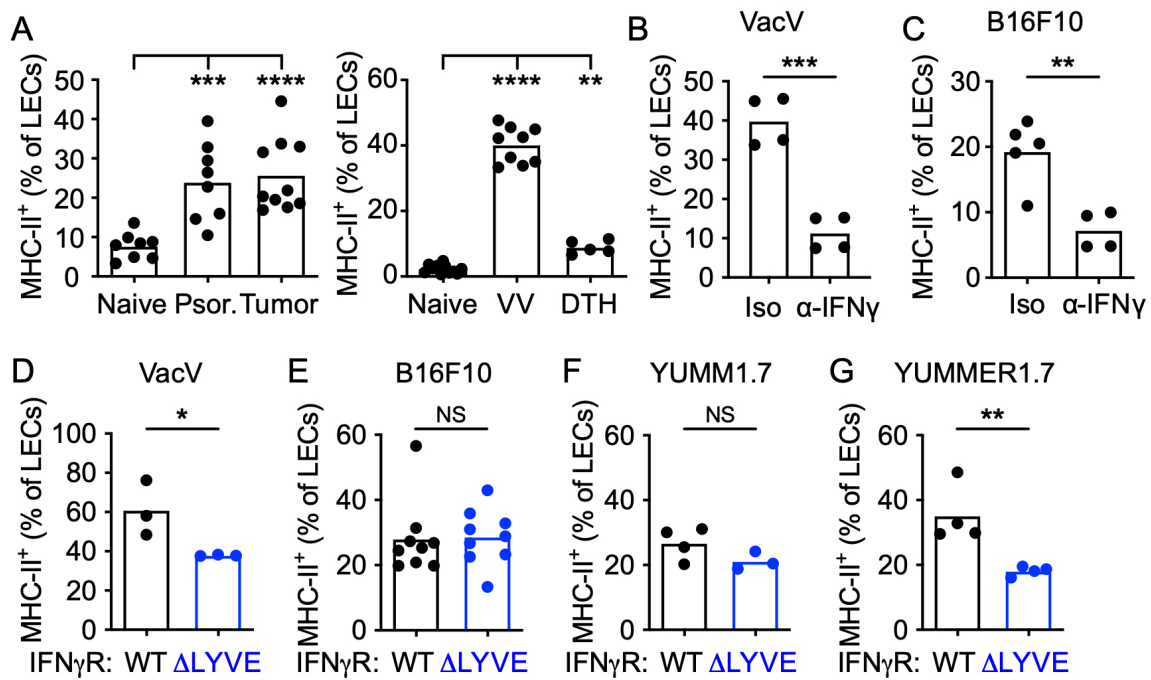 A
MHC-II⁺ (% of LECs)
50
40
30
20
10
0
*** ****
Naive Psor. Tumor
MHC-II⁺ (% of LECs)
60
40
20
0
**** **
Naive VV DTH
B
VacV
MHC-II⁺ (% of LECs)
50
40
30
20
10
0
***
Iso α-IFNγ
C
B16F10
MHC-II⁺ (% of LECs)
30
20
10
0
**
Iso α-IFNγ
D
VacV
MHC-II⁺ (% of LECs)
100
80
60
40
20
0
*
IFNγR: WT ΔLYVE
E
B16F10
MHC-II⁺ (% of LECs)
60
40
20
0
NS
IFNγR: WT ΔLYVE
F
YUMM1.7
MHC-II⁺ (% of LECs)
60
40
20
0
NS
IFNγR: WT ΔLYVE
G
YUMMER1.7
MHC-II⁺ (% of LECs)
60
40
20
0
**
IFNγR: WT ΔLYVE